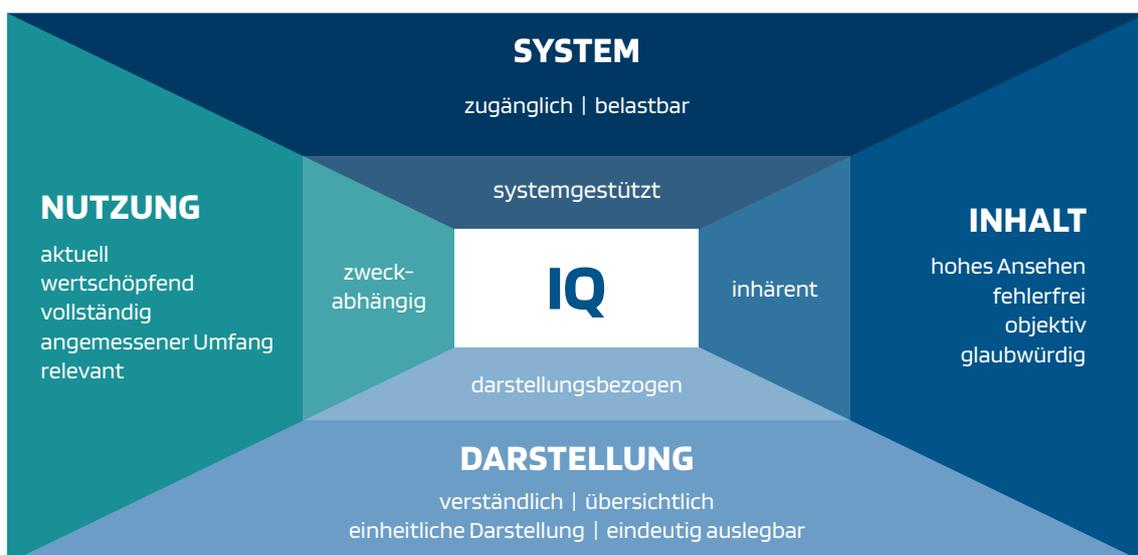 SYSTEM
zugänglich | belastbar
systemgestützt
NUTZUNG
aktuell
wertschöpfend
vollständig
angemessener Umfang
relevant
zweck-
abhängig
IQ
inhärent
INHALT
hohes Ansehen
fehlerfrei
objektiv
glaubwürdig
darstellungsbezogen
DARSTELLUNG
verständlich | übersichtlich
einheitliche Darstellung | eindeutig auslegbar